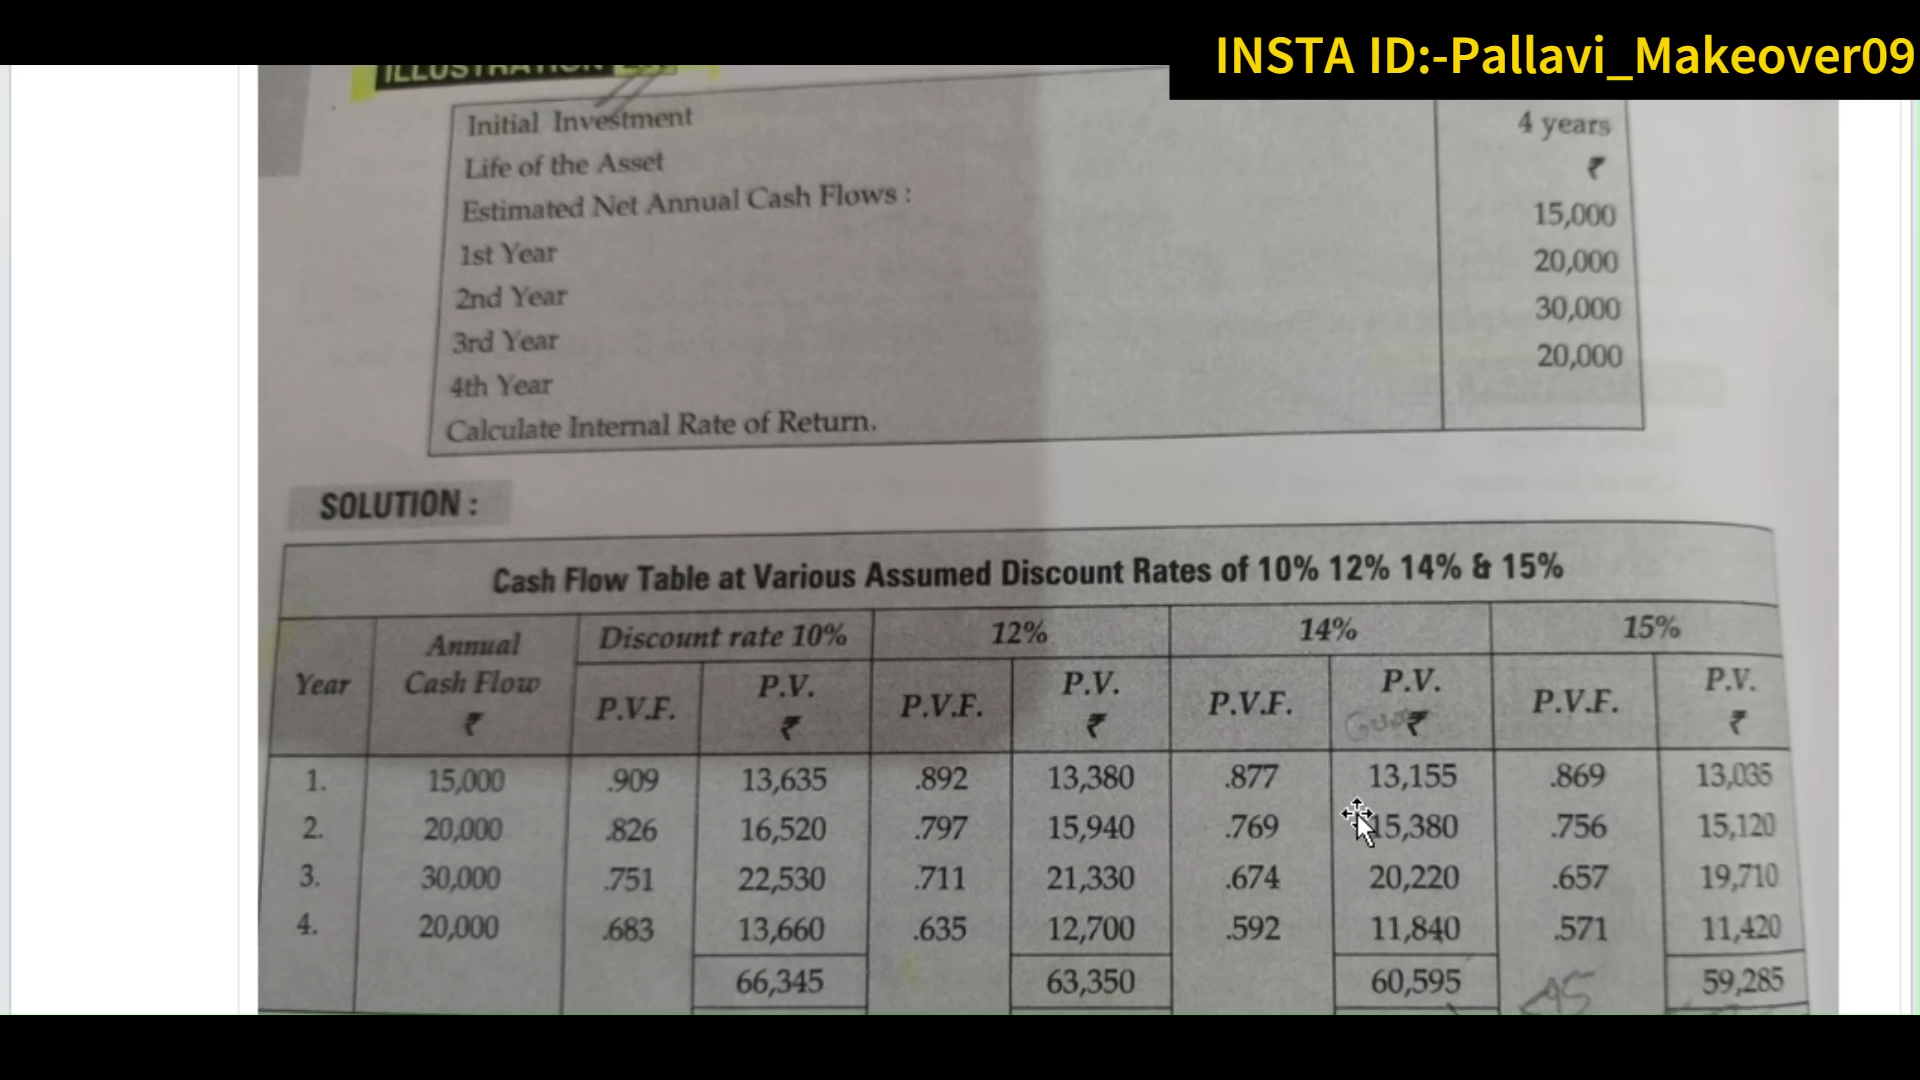 INSTA ID:-Pallavi_Makeover09
ILLUSTRATION
Initial Investment
Life of the Asset 4 years
Estimated Net Annual Cash Flows : ₹
1st Year 15,000
2nd Year 20,000
3rd Year 30,000
4th Year 20,000
Calculate Internal Rate of Return.
SOLUTION :
Cash Flow Table at Various Assumed Discount Rates of 10% 12% 14% & 15%
Year Annual Cash Flow ₹ Discount rate 10% 12% 14% 15%
P.V.F. P.V. ₹ P.V.F. P.V. ₹ P.V.F. P.V. ₹ P.V.F. P.V. ₹
1. 15,000 .909 13,635 .892 13,380 .877 13,155 .869 13,035
2. 20,000 .826 16,520 .797 15,940 .769 15,380 .756 15,120
3. 30,000 .751 22,530 .711 21,330 .674 20,220 .657 19,710
4. 20,000 .683 13,660 .635 12,700 .592 11,840 .571 11,420
66,345 63,350 60,595 59,285